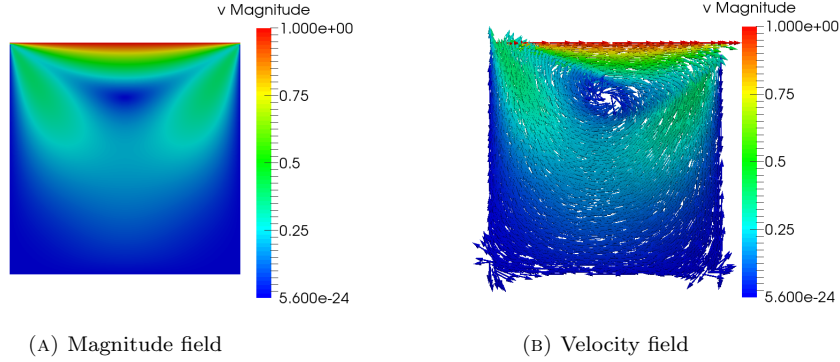 v Magnitude
1.000e+00
0.75
0.5
0.25
5.600e-24
v Magnitude
1.000e+00
0.75
0.5
0.25
5.600e-24
(A) Magnitude field
(B) Velocity field